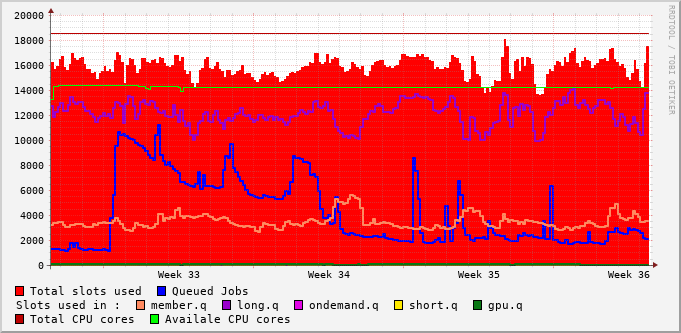 20000
18000
16000
14000
12000
10000
8000
6000
4000
2000
0
Week 33 Week 34 Week 35 Week 36
Total slots used Queued Jobs
Slots used in : member.q long.q ondemand.q short.q gpu.q
Total CPU cores Availale CPU cores
RRDTOOL / TOBI OETIKER